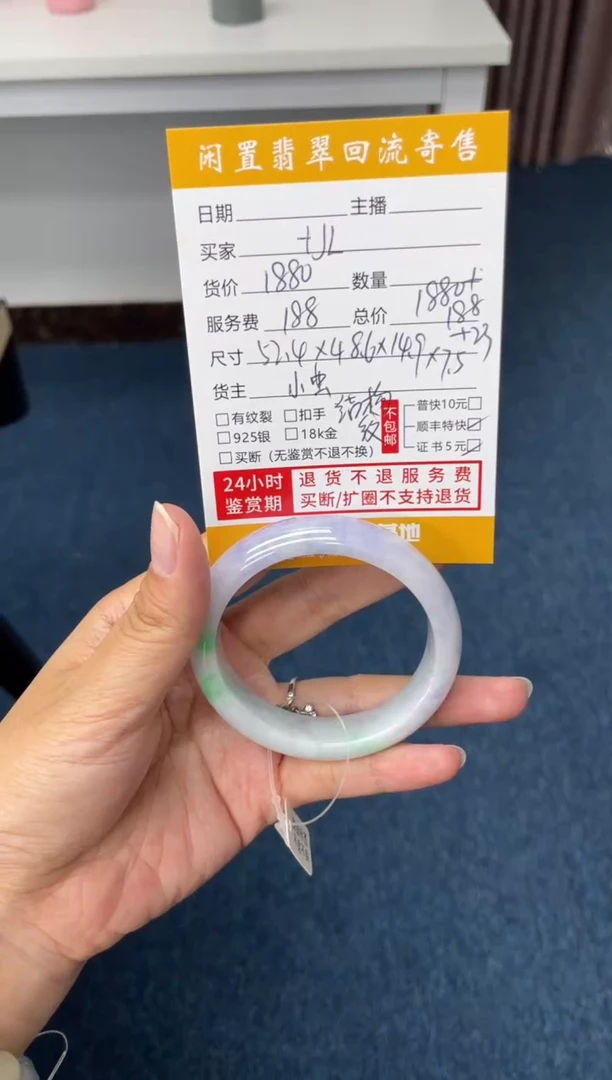 闲置翡翠回流寄售
日期 主播
买家 TJL
货价 1880 数量
服务费 188 总价 1880+188+23
尺寸 52.4×48.6×14.9×7.5
货主 小虫
结构纹
□有纹裂 □扣手
□925银 □18k金
□买断（无鉴赏不退不换）
不包邮
普快10元□
顺丰特快☑
证书5元☑
24小时鉴赏期
退货不退服务费
买断/扩圈不支持退货
基地